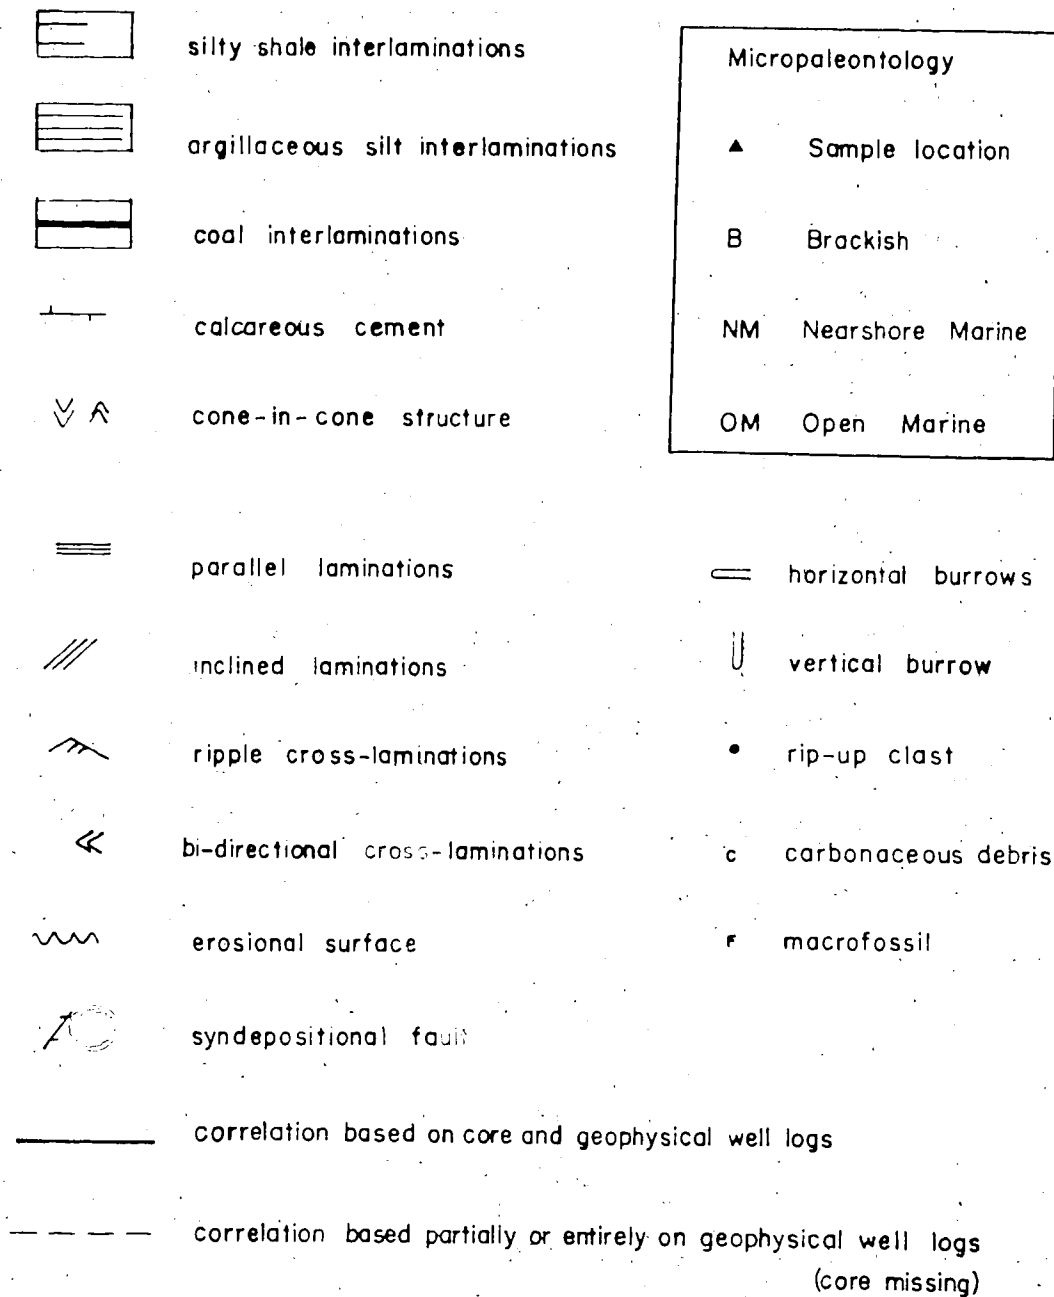 silty shale interlaminations
argillaceous silt interlaminations
coal interlaminations
calcareous cement
cone-in-cone structure
parallel laminations
inclined laminations
ripple cross-laminations
bi-directional cross-laminations
erosional surface
syndepositional fault
Micropaleontology
▲ Sample location
B Brackish
NM Nearshore Marine
OM Open Marine
horizontal burrows
vertical burrow
rip-up clast
c carbonaceous debris
F macrofossil
correlation based on core and geophysical well logs
correlation based partially or entirely on geophysical well logs
(core missing)